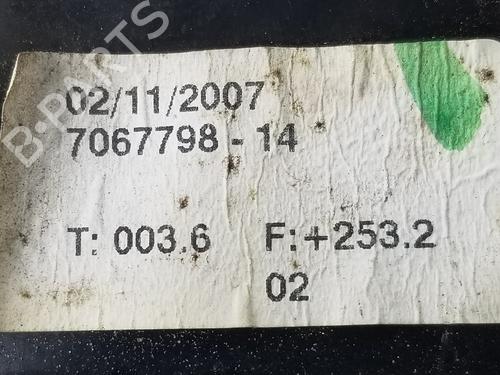 02/11/2007
7067798 - 14
T: 003.6 F: +253.2
02
B-PARTS